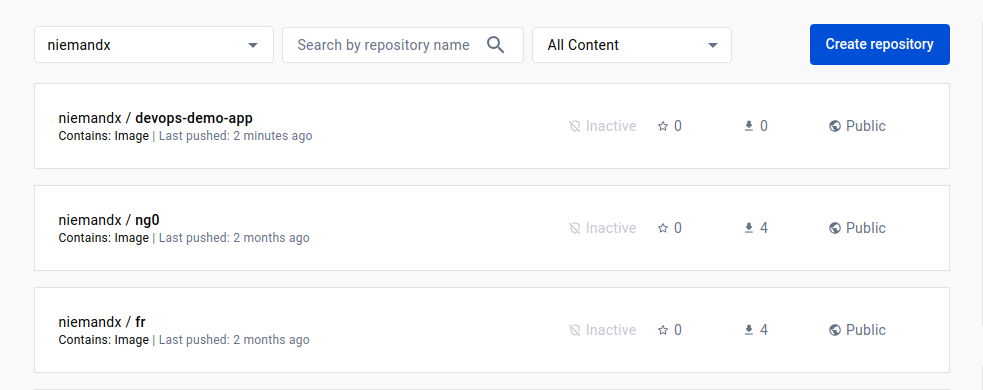 niemandx Search by repository name All Content Create repository
niemandx / devops-demo-app
Contains: Image | Last pushed: 2 minutes ago
Inactive 0 0 Public
niemandx / ng0
Contains: Image | Last pushed: 2 months ago
Inactive 0 4 Public
niemandx / fr
Contains: Image | Last pushed: 2 months ago
Inactive 0 4 Public